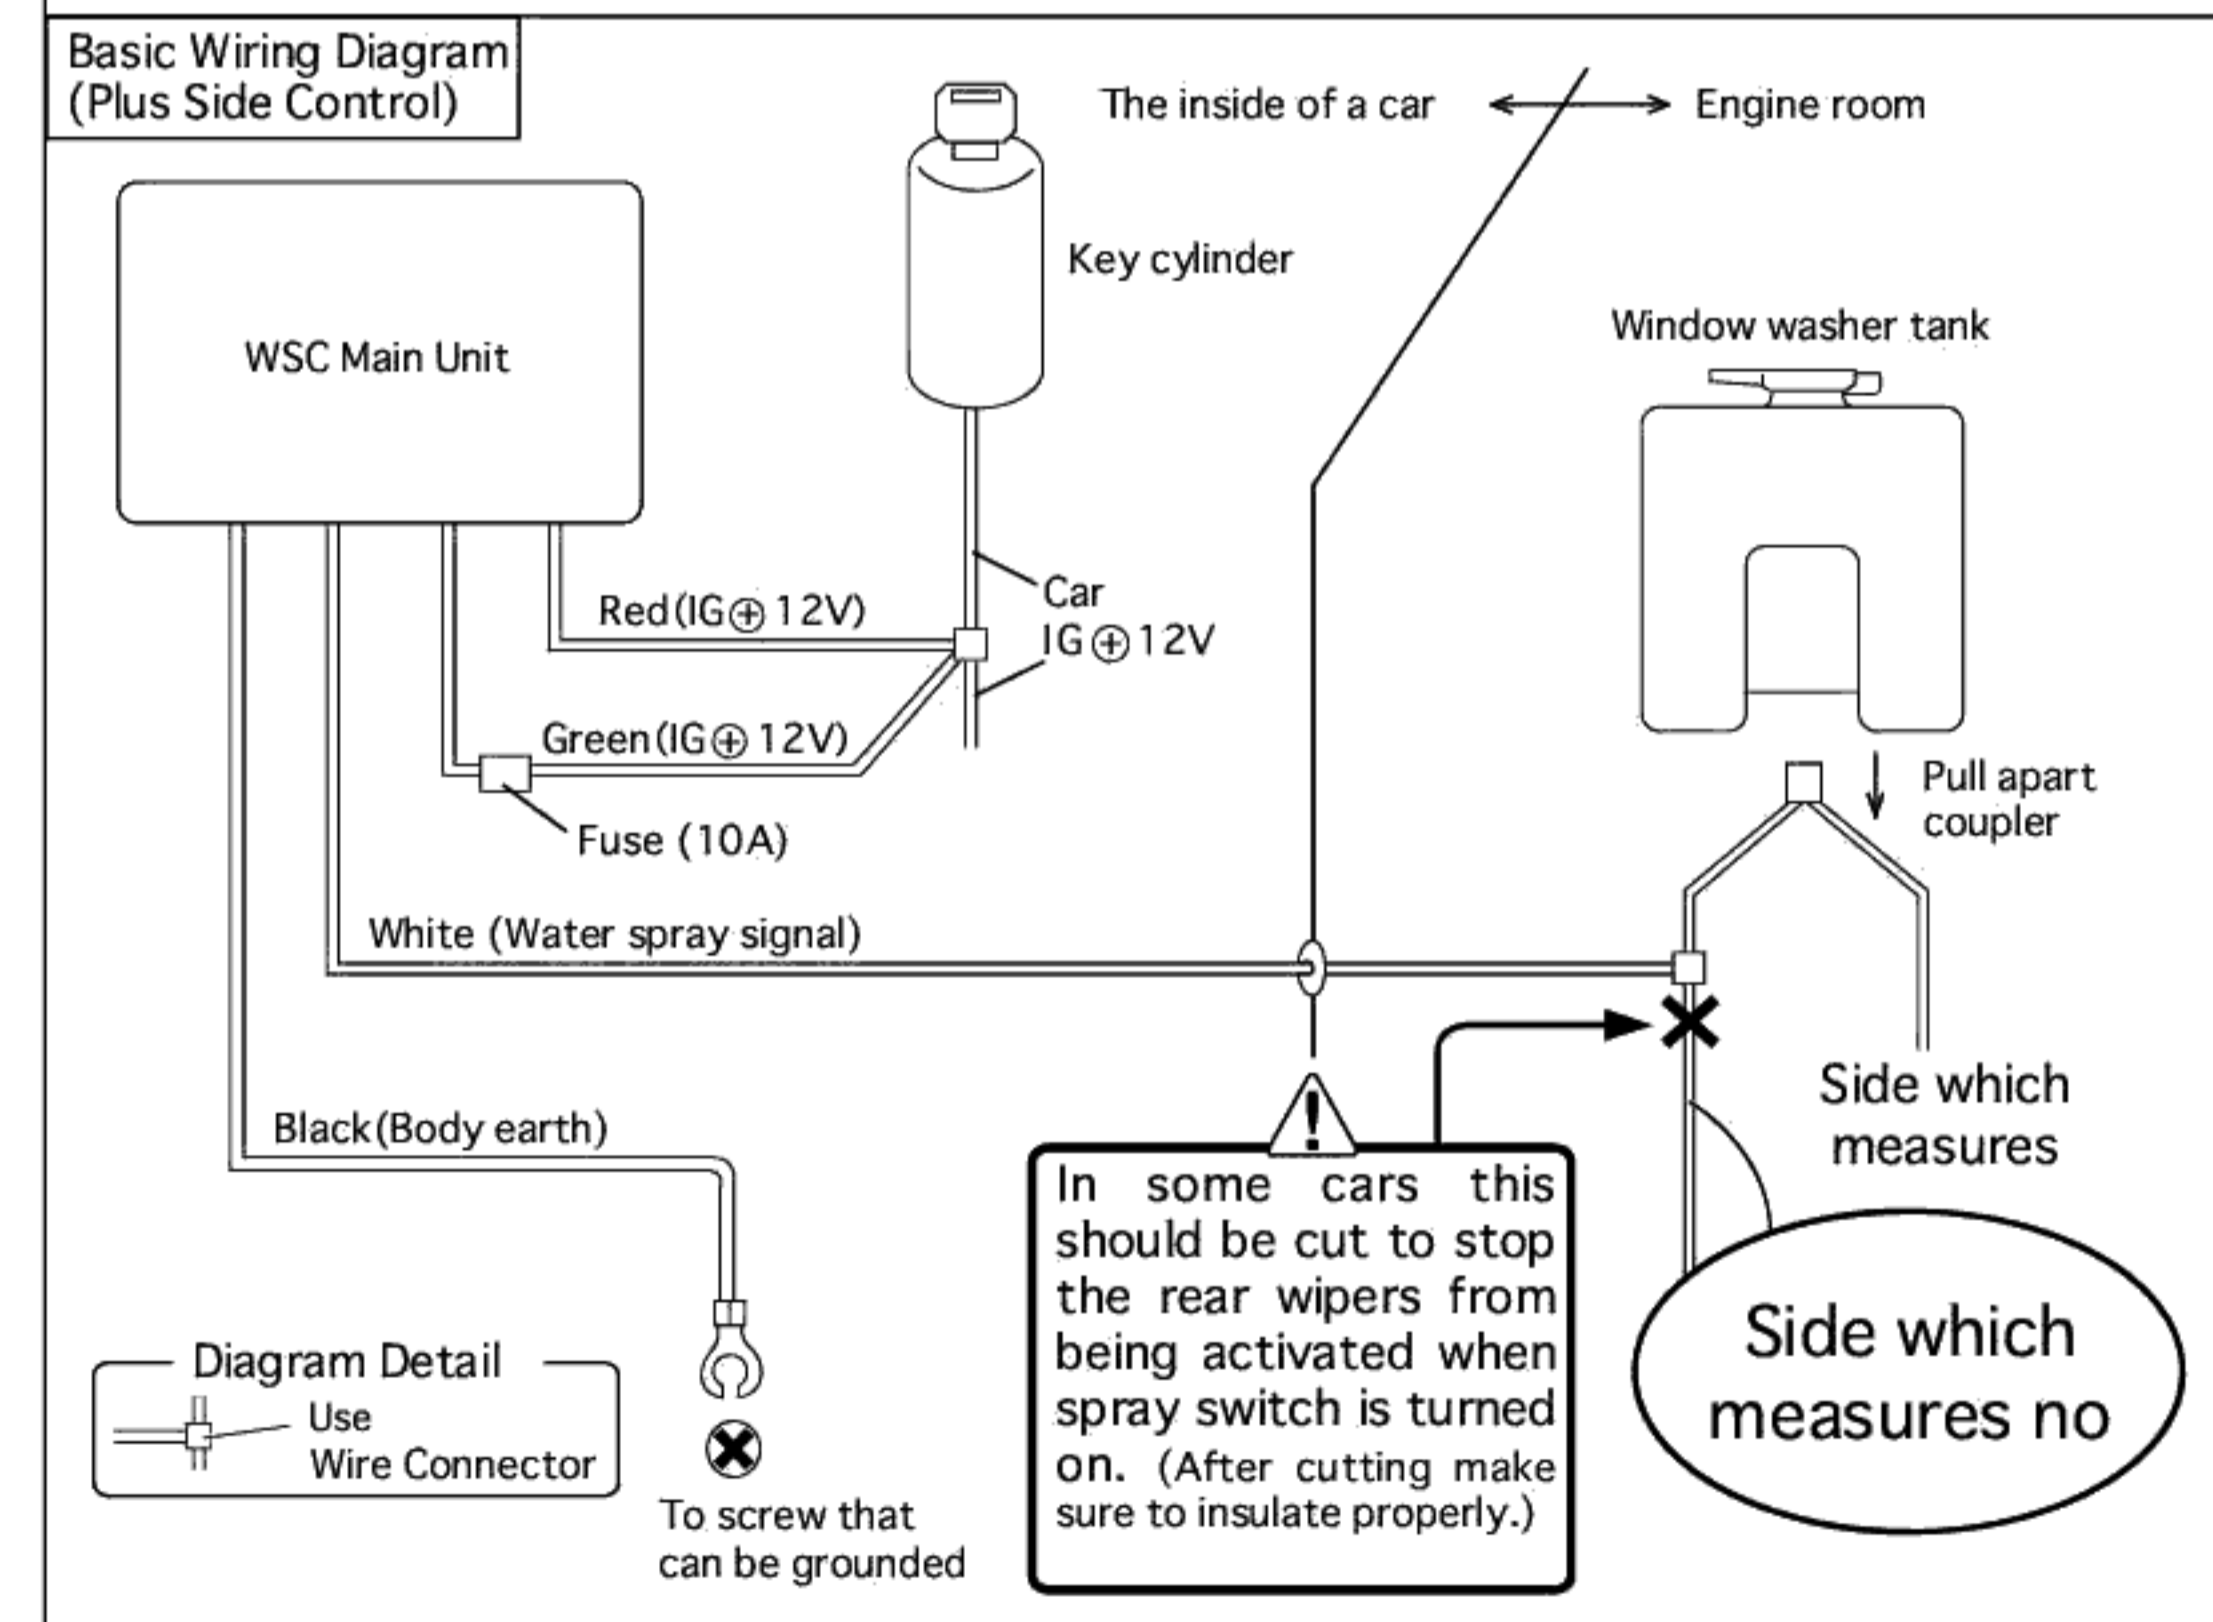 Basic Wiring Diagram
(Plus Side Control)
The inside of a car
Engine room
Key cylinder
Window washer tank
WSC Main Unit
Car
IG⊕12V
Red(IG⊕ 12V)
Green(IG⊕ 12V)
Fuse (10A)
Pull apart
coupler
White (Water spray signal)
Black(Body earth)
Side which
measures
!
In some cars this
should be cut to stop
the rear wipers from
being activated when
spray switch is turned
on. (After cutting make
sure to insulate properly.)
Side which
measures no
Diagram Detail
Use
Wire Connector
To screw that
can be grounded